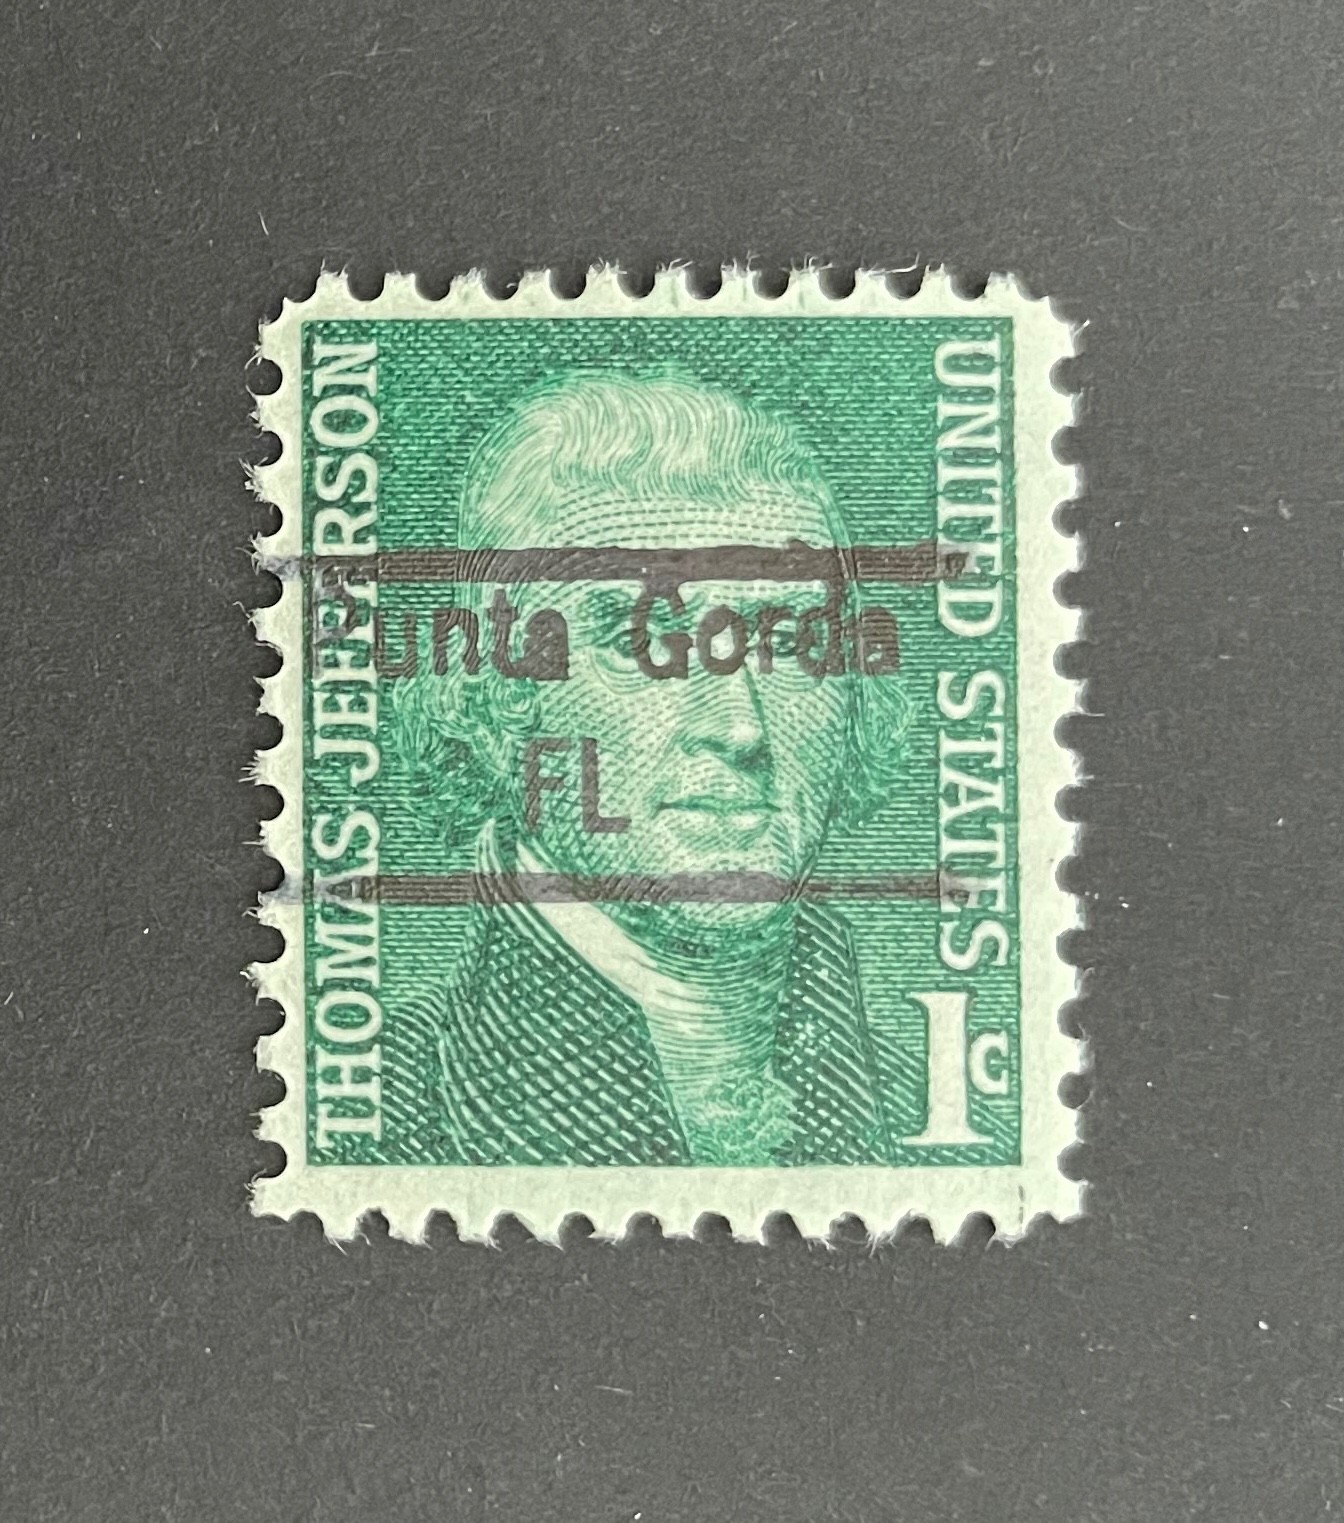 THOMAS JEFFERSON
UNITED STATES
Punta Gorda
FL
1c